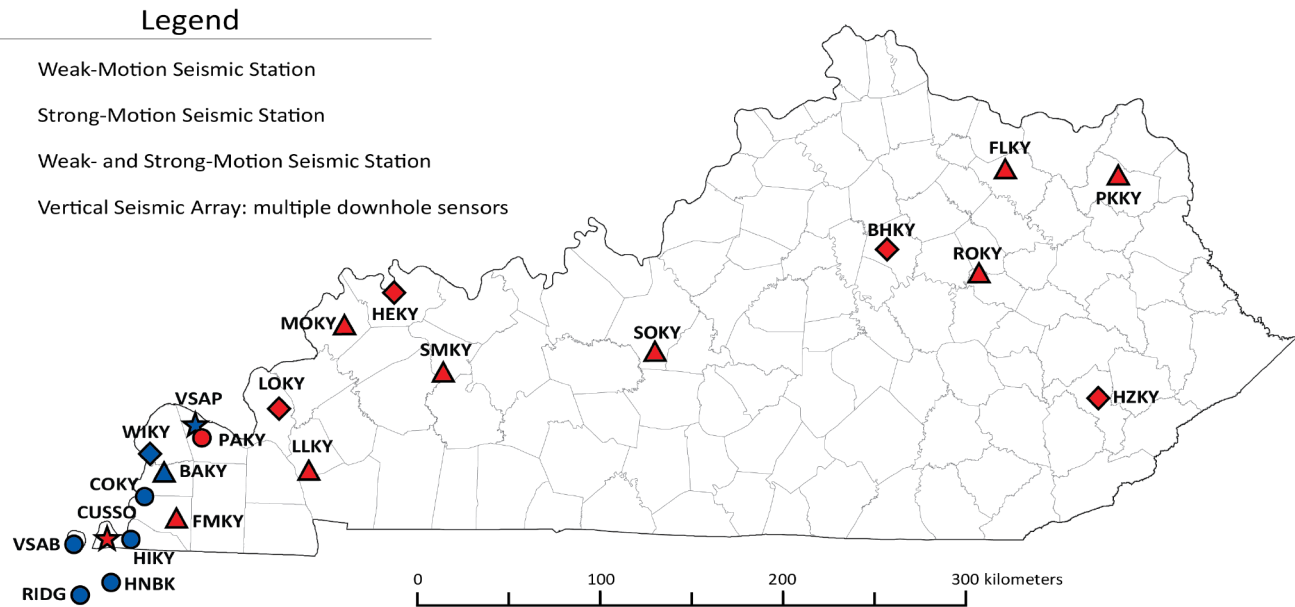 Legend
Weak-Motion Seismic Station
Strong-Motion Seismic Station
Weak- and Strong-Motion Seismic Station
Vertical Seismic Array: multiple downhole sensors
FLKY
PKKY
BHKY
ROKY
HEKY
MOKY
SOKY
SMKY
LOKY
VSAP
HZKY
WIKY
PAKY
LLKY
BAKY
COKY
CUSSO
FMKY
VSAB
HIKY
HNBK
RIDG
0 100 200 300 kilometers